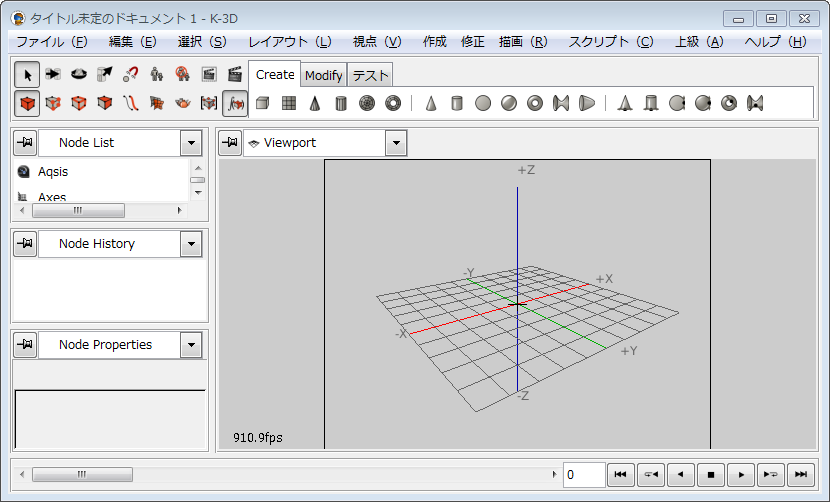 タイトル未定のドキュメント 1 - K-3D
ファイル (F) 編集 (E) 選択 (S) レイアウト (L) 視点 (V) 作成 修正 描画 (R) スクリプト (C) 上級 (A) ヘルプ (H)
Create Modify テスト
Node List
Viewport
Aqsis
Axes
+Z
Node History
-Y
+X
-X
+Y
Node Properties
-Z
910.9fps
0